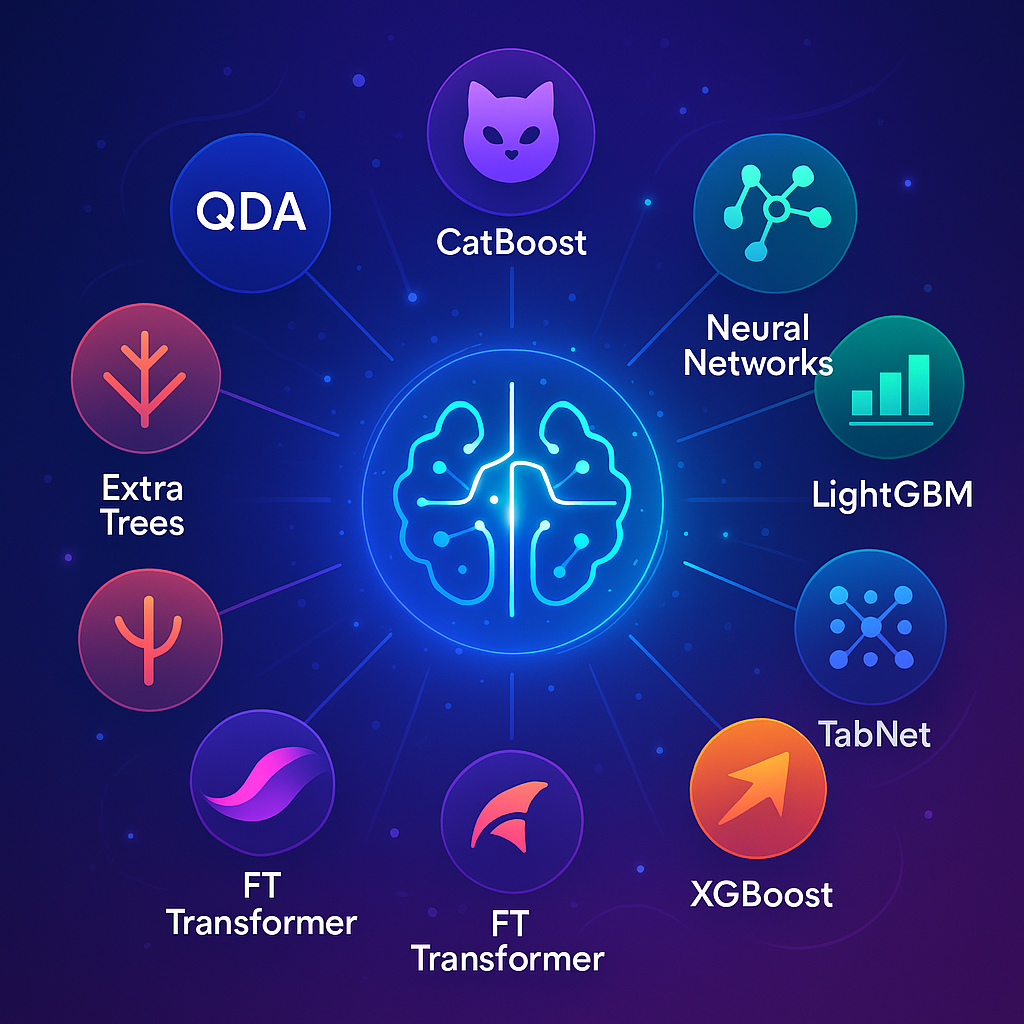 CatBoost
QDA
Neural
Networks
Extra
Trees
LightGBM
TabNet
FT
Transformer
FT
Transformer
XGBoost